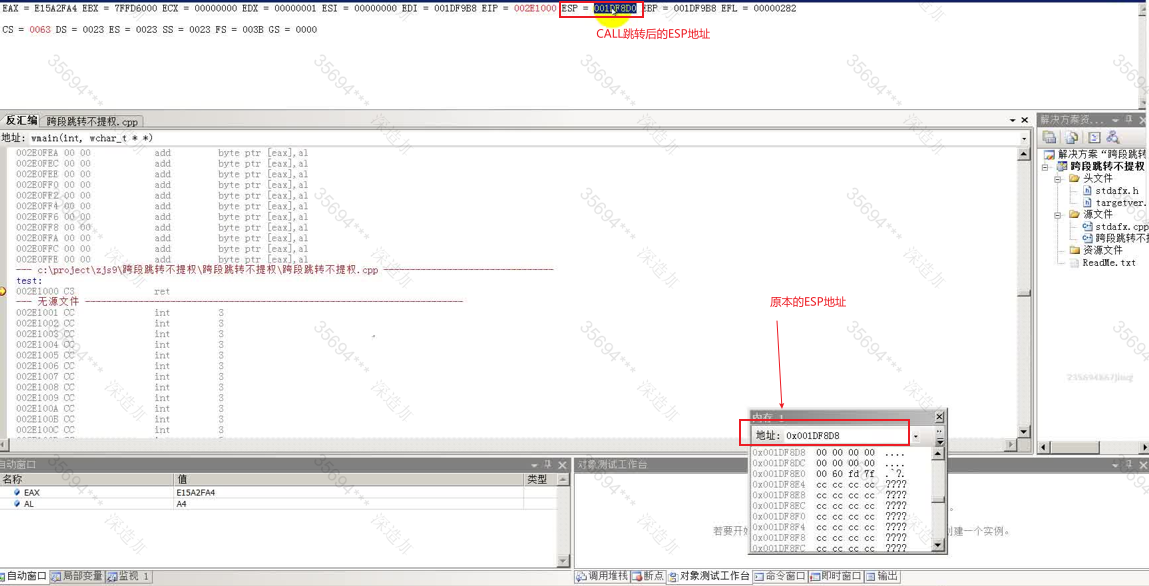 EAX = E15A2FA4 EBX = 7FFD6000 ECX = 00000000 EDX = 00000001 ESI = 00000000 EDI = 001DF9B8 EIP = 002E1000 ESP = 001DF8D0 EBP = 001DF9B8 EFL = 00000282
CS = 0063 DS = 0023 ES = 0023 SS = 0023 FS = 003B GS = 0000
CALL跳转后的ESP地址
反汇编 跨段跳转不提权.cpp
地址: wmain(int, wchar_t * *)
002E0FEA 00 00 add byte ptr [eax],al
002E0FEC 00 00 add byte ptr [eax],al
002E0FEE 00 00 add byte ptr [eax],al
002E0FF0 00 00 add byte ptr [eax],al
002E0FF2 00 00 add byte ptr [eax],al
002E0FF4 00 00 add byte ptr [eax],al
002E0FF6 00 00 add byte ptr [eax],al
002E0FF8 00 00 add byte ptr [eax],al
002E0FFA 00 00 add byte ptr [eax],al
002E0FFC 00 00 add byte ptr [eax],al
002E0FFE 00 00 add byte ptr [eax],al
--- c:\project\zjs9\跨段跳转不提权\跨段跳转不提权\跨段跳转不提权.cpp
test:
002E1000 C3 ret
--- 无源文件
002E1001 CC int 3
002E1002 CC int 3
002E1003 CC int 3
002E1004 CC int 3
002E1005 CC int 3
002E1006 CC int 3
002E1007 CC int 3
002E1008 CC int 3
002E1009 CC int 3
002E100A CC int 3
002E100B CC int 3
002E100C CC int 3
解决方案资...
解决方案"跨段跳转
跨段跳转不提权
头文件
stdafx.h
targetver.
源文件
stdafx.cpp
跨段跳转不
资源文件
ReadMe.txt
原本的ESP地址
内存 1
地址: 0x001DF8D8
0x001DF8D8 00 00 00 00 ....
0x001DF8DC 00 00 00 00 ....
0x001DF8E0 00 60 fd 7f .`?.
0x001DF8E4 cc cc cc cc ????
0x001DF8E8 cc cc cc cc ????
0x001DF8EC cc cc cc cc ????
0x001DF8F0 cc cc cc cc ????
0x001DF8F4 cc cc cc cc ????
0x001DF8F8 cc cc cc cc ????
0x001DF8FC cc cc cc cc ????
自动窗口
名称 值 类型
EAX E15A2FA4
AL A4
对象测试工作台
若要开始
创建一个实例。
自动窗口 局部变量 监视 1
调用堆栈 断点 对象测试工作台 命令窗口 即时窗口 输出
35694*** 深造加